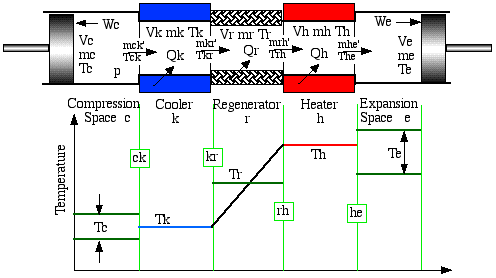 Wc
Vk mk Tk
Vr mr Tr
Vh mh Th
We
Vc
mc
Tc
p
mck'
Tck
Qk
mkr'
Tkr
Qr
mrh'
Trh
Qh
mhe'
The
Ve
me
Te
Compression
Space c
Cooler
k
Regenerator
r
Heater
h
Expansion
Space e
Temperature
ck
kr
rh
he
Tc
Tk
Tr
Th
Te